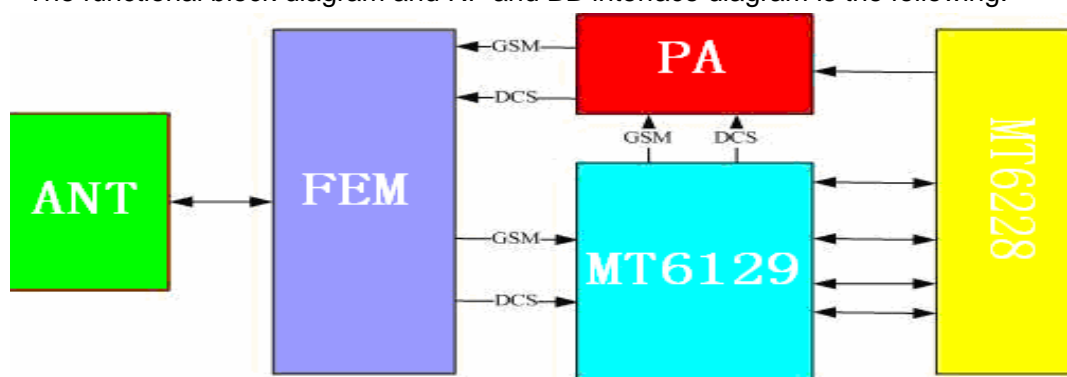 The functional block diagram and RF and BB interface diagram is the following:
GSM
PA
DCS
GSM
DCS
ANT
FEM
MT6228
GSM
MT6129
DCS